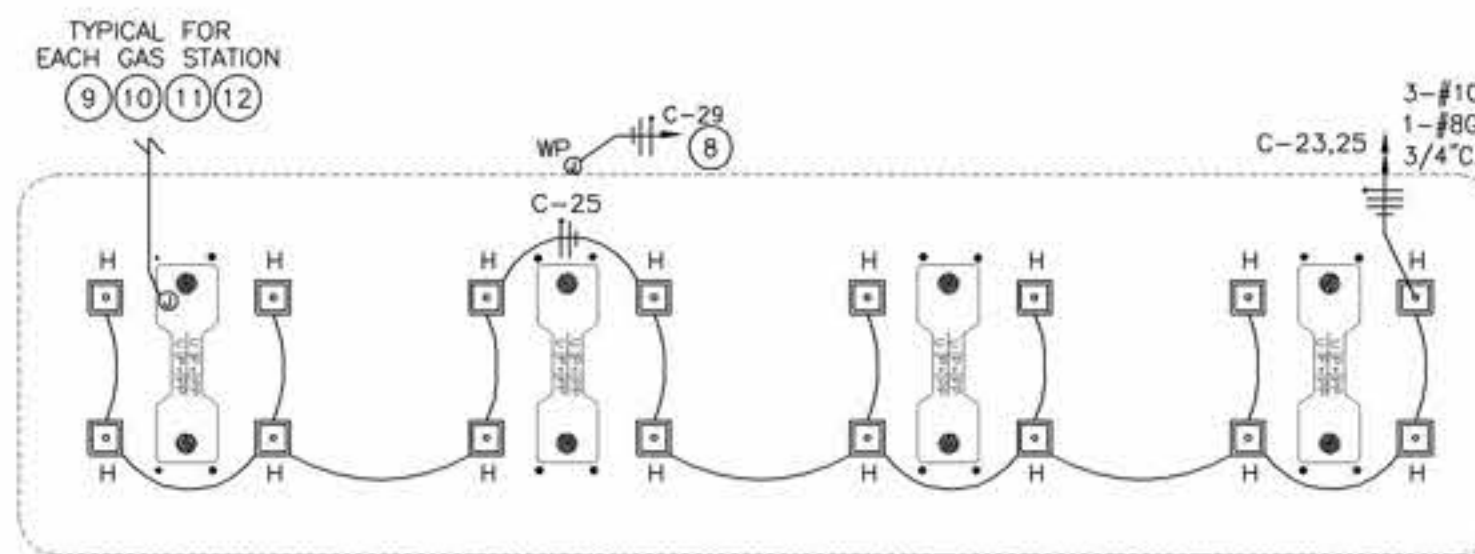 TYPICAL FOR
EACH GAS STATION
9 10 11 12
C-29
WP
8
J
3-#10
1-#8G
C-23,25
3/4"C
C-25
H H H H H H H H
J
H H H H H H H H